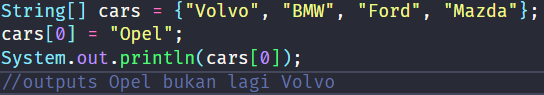 String[] cars = {"Volvo", "BMW", "Ford", "Mazda"};
cars[0] = "Opel";
System.out.println(cars[0]);
//outputs Opel bukan lagi Volvo